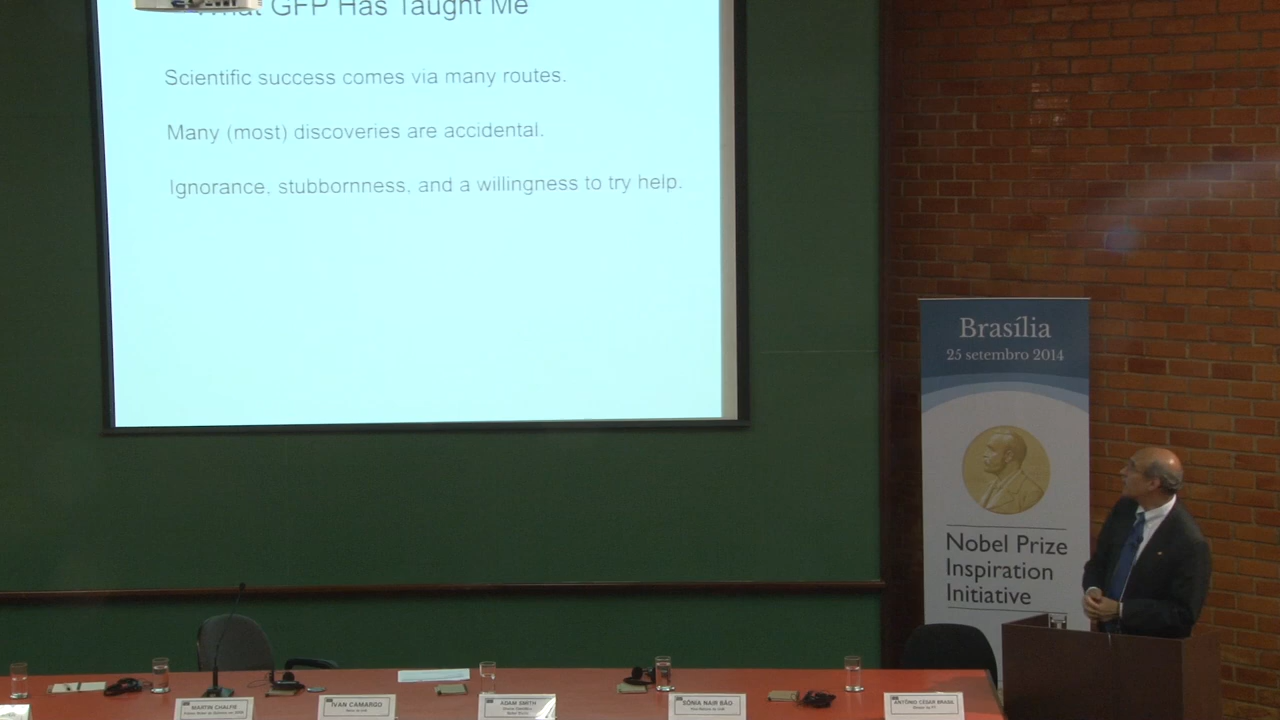 What GFP Has Taught Me
Scientific success comes via many routes.
Many (most) discoveries are accidental.
Ignorance, stubbornness, and a willingness to try help.
Brasília
25 setembro 2014
Nobel Prize
Inspiration
Initiative
MARTIN CHALFIE
IVAN CAMARGO
ADAM SMITH
SÔNIA NAIR BÁO
ANTÔNIO CÉSAR BRASIL